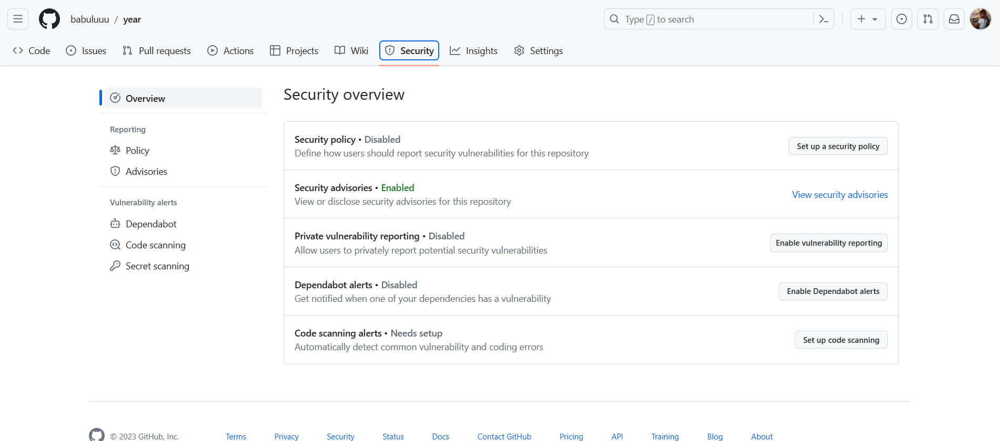 babuluuu / year
Type / to search
Code Issues Pull requests Actions Projects Wiki Security Insights Settings
Overview
Reporting
Policy
Advisories
Vulnerability alerts
Dependabot
Code scanning
Secret scanning
Security overview
Security policy • Disabled
Define how users should report security vulnerabilities for this repository
Set up a security policy
Security advisories • Enabled
View or disclose security advisories for this repository
View security advisories
Private vulnerability reporting • Disabled
Allow users to privately report potential security vulnerabilities
Enable vulnerability reporting
Dependabot alerts • Disabled
Get notified when one of your dependencies has a vulnerability
Enable Dependabot alerts
Code scanning alerts • Needs setup
Automatically detect common vulnerability and coding errors
Set up code scanning
© 2023 GitHub, Inc. Terms Privacy Security Status Docs Contact GitHub Pricing API Training Blog About